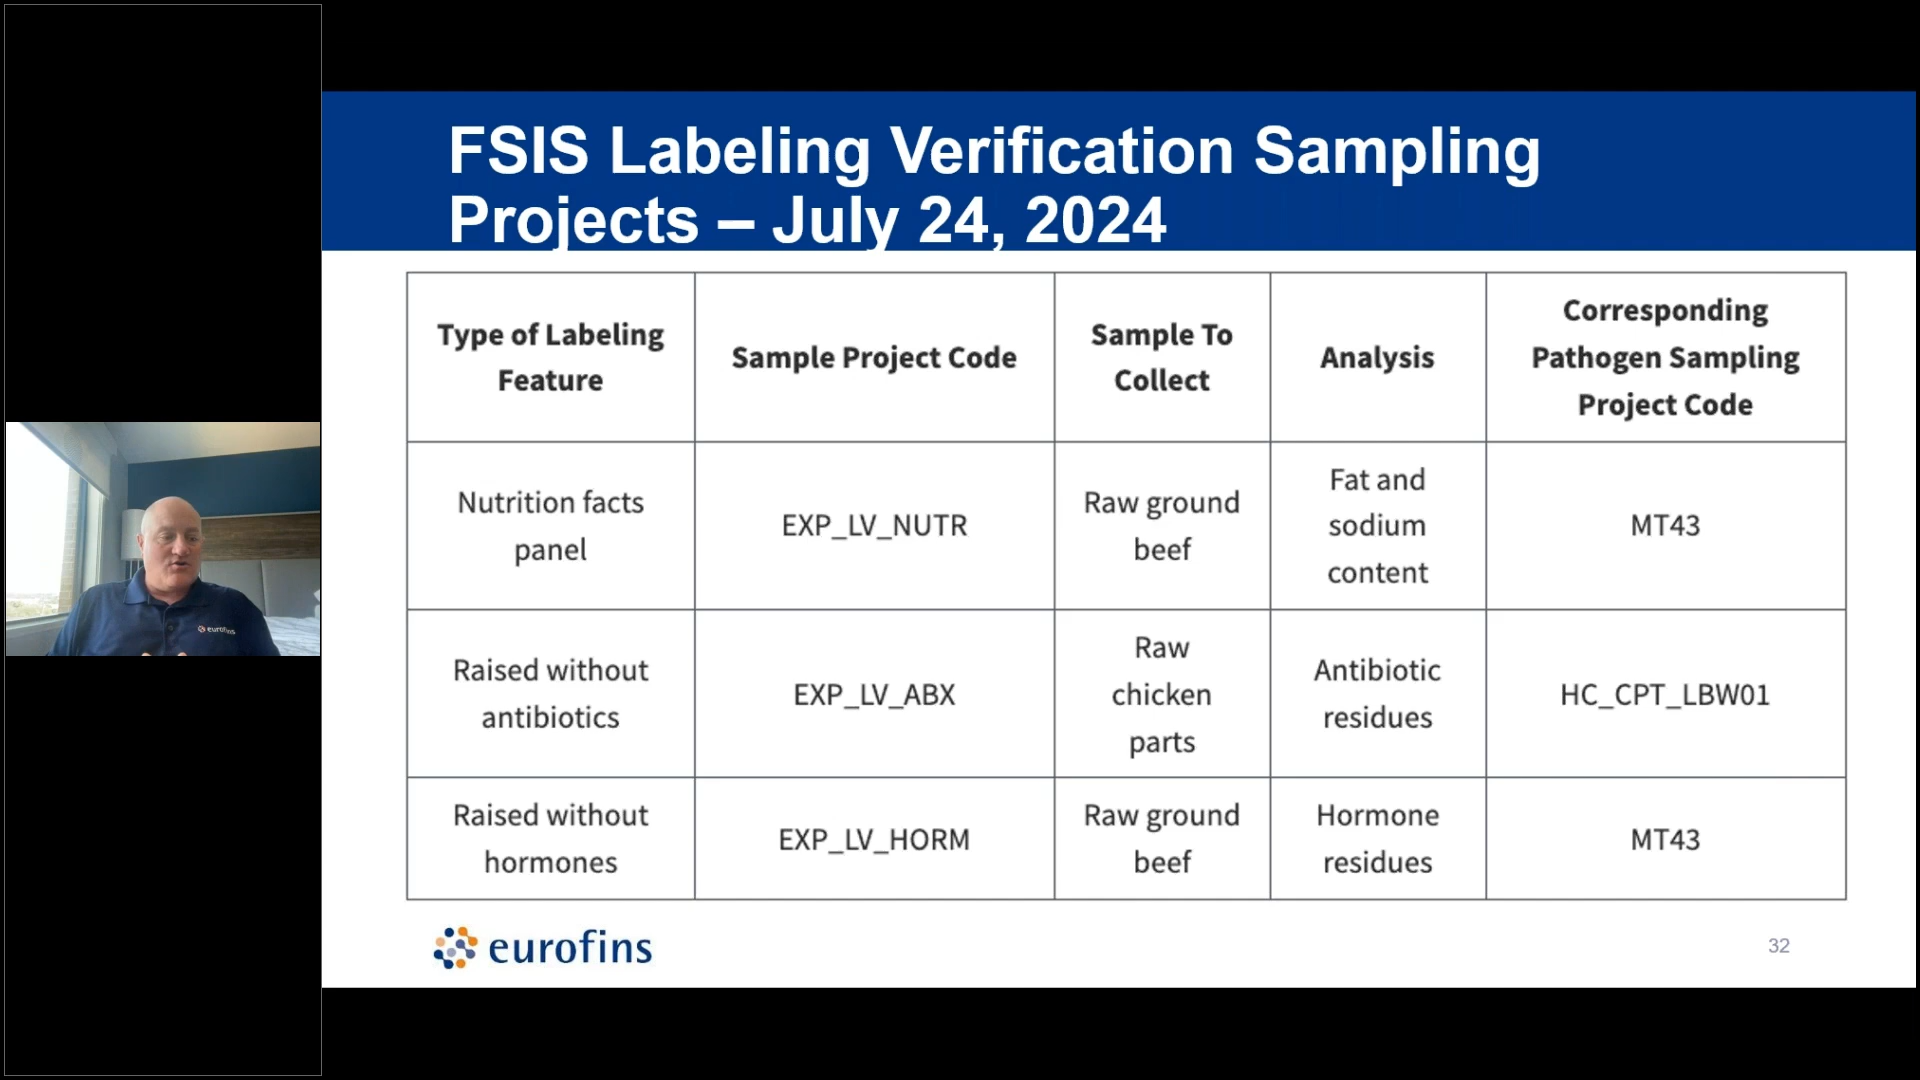 FSIS Labeling Verification Sampling
Projects – July 24, 2024
Type of Labeling
Feature
Sample Project Code
Sample To
Collect
Analysis
Corresponding
Pathogen Sampling
Project Code
Nutrition facts
panel
EXP_LV_NUTR
Raw ground
beef
Fat and
sodium
content
MT43
Raised without
antibiotics
EXP_LV_ABX
Raw
chicken
parts
Antibiotic
residues
HC_CPT_LBW01
Raised without
hormones
EXP_LV_HORM
Raw ground
beef
Hormone
residues
MT43
eurofins
32
eurofins